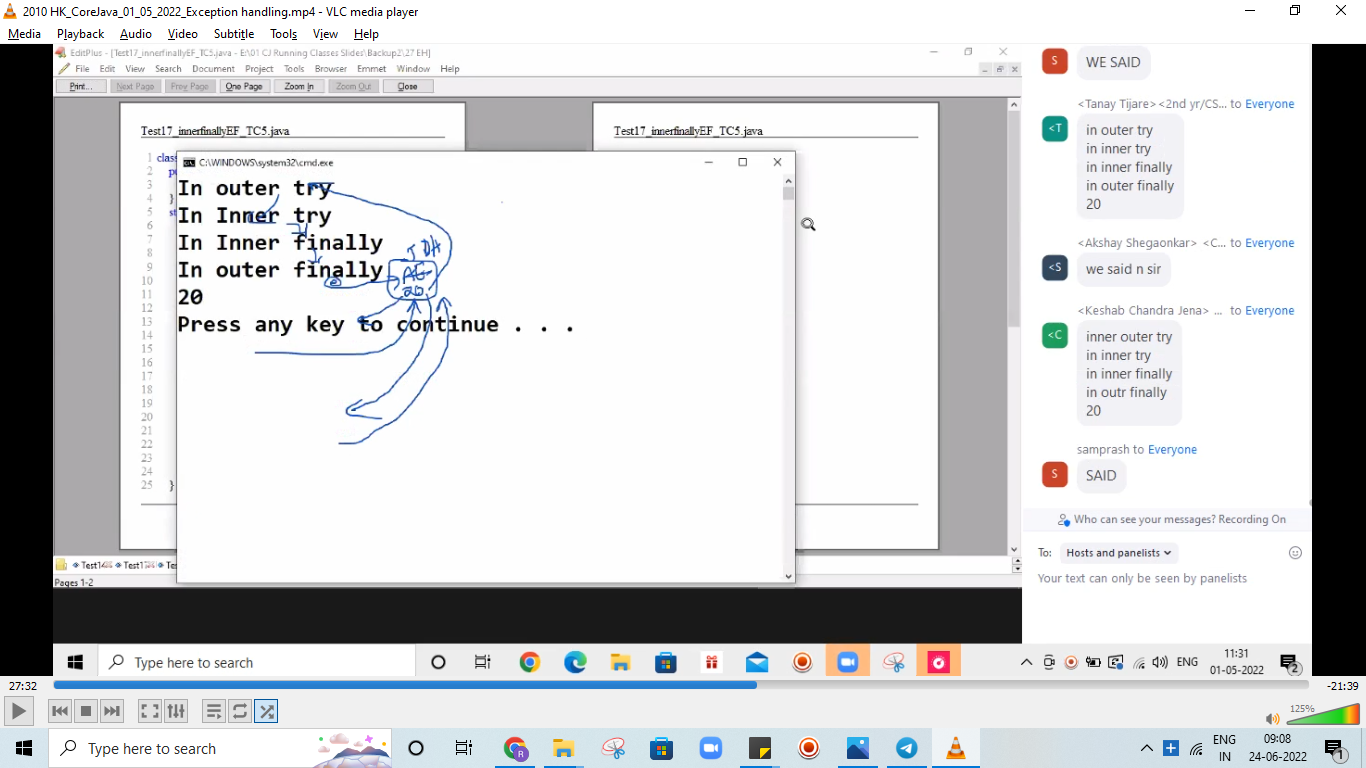 2010 HK_CoreJava_01_05_2022_Exception handling.mp4 - VLC media player
Media Playback Audio Video Subtitle Tools View Help
EditPlus - [Test17_innerfinallyEF_TC5.java - E:\01 CJ Running Classes Slides\Backup2\27 EH]
File Edit View Search Document Project Tools Browser Emmet Window Help
Print... Next Page Prev Page One Page Zoom In Zoom Out Close
Test17_innerfinallyEF_TC5.java
Test17_innerfinallyEF_TC5.java
1 class
2
3
4 }
5
6
7
8
9
10
11
12
13
14
15
16
17
18
19
20
21
22
23
24
25 }
C:\WINDOWS\system32\cmd.exe
In outer try
In Inner try
In Inner finally
In outer finally
20
Press any key to continue . . .
AE
20
Pages 1-2
S
WE SAID
<Tanay Tijare><2nd yr/CS... to Everyone
<T
in outer try
in inner try
in inner finally
in outer finally
20
<Akshay Shegaonkar> <C... to Everyone
<S
we said n sir
<Keshab Chandra Jena> ... to Everyone
<C
inner outer try
in inner try
in inner finally
in outr finally
20
samprash to Everyone
S
SAID
Who can see your messages? Recording On
To: Hosts and panelists
Your text can only be seen by panelists
Type here to search
ENG
11:31
01-05-2022
2
27:32
-21:39
125%
Type here to search
R
ENG
IN
09:08
24-06-2022
1